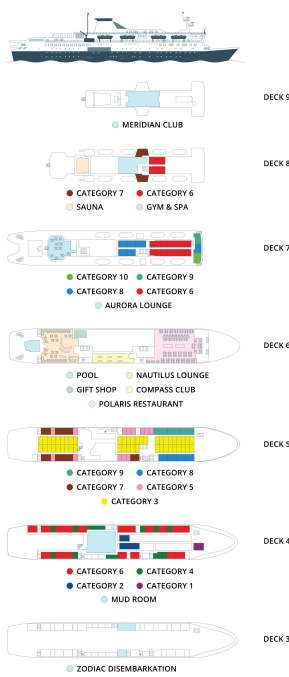 DECK 9
MERIDIAN CLUB
DECK 8
CATEGORY 7 CATEGORY 6
SAUNA GYM & SPA
DECK 7
CATEGORY 10 CATEGORY 9
CATEGORY 8 CATEGORY 6
AURORA LOUNGE
DECK 6
POOL NAUTILUS LOUNGE
GIFT SHOP COMPASS CLUB
POLARIS RESTAURANT
DECK 5
CATEGORY 9 CATEGORY 8
CATEGORY 7 CATEGORY 5
CATEGORY 3
DECK 4
CATEGORY 6 CATEGORY 4
CATEGORY 2 CATEGORY 1
MUD ROOM
DECK 3
ZODIAC DISEMBARKATION